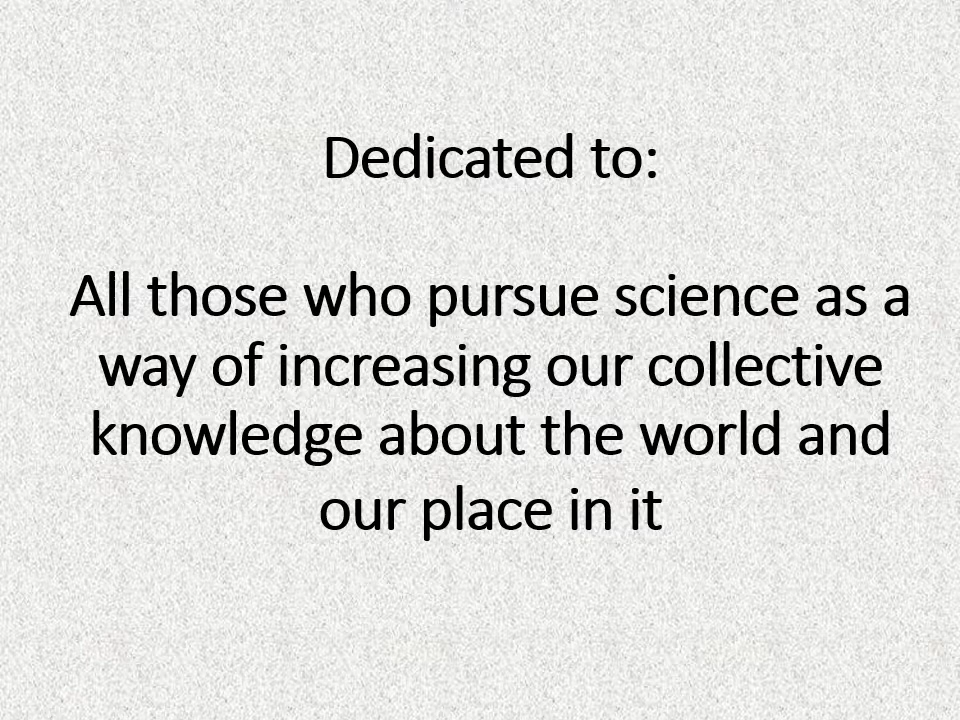 Dedicated to:
All those who pursue science as a
way of increasing our collective
knowledge about the world and
our place in it